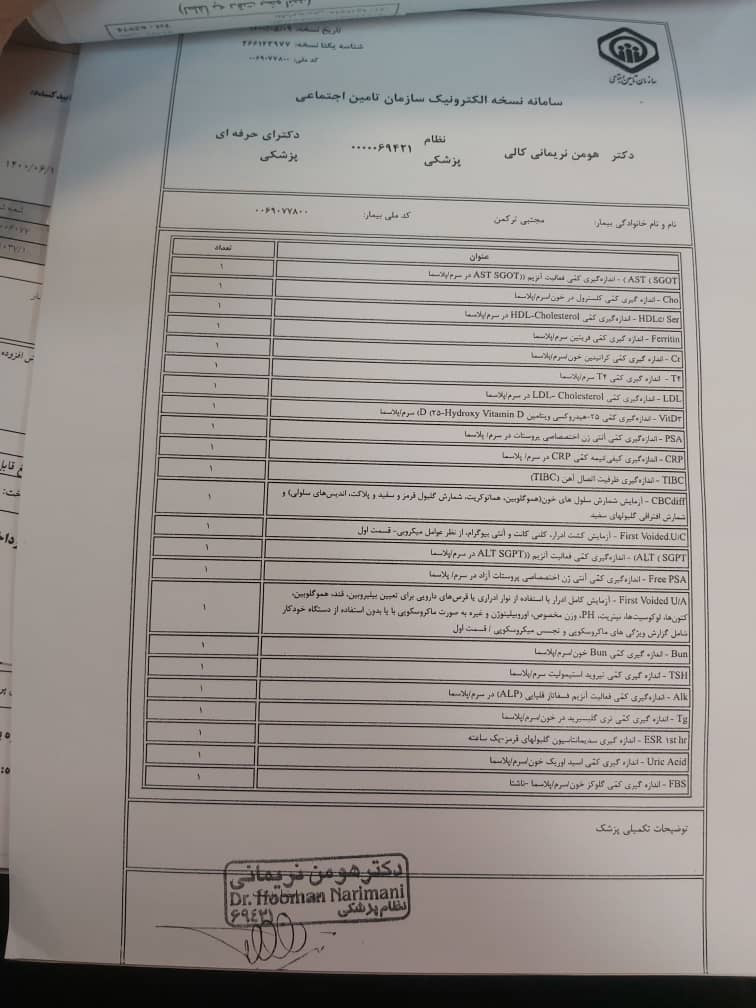 سازمان تامین اجتماعی
شناسه یکتا نسخه: ۲۶۶۱۴۲۹۷۷
کد ملی: ۰۰۶۹۰۷۷۸۰۰
سامانه نسخه الکترونیک سازمان تامین اجتماعی
دکتر هومن نریمانی کالی نظام پزشکی ۰۰۰۰۰۶۹۴۲۱ دکترای حرفه ای پزشکی
نام و نام خانوادگی بیمار: مجتبی ترکمن کد ملی بیمار: ۰۰۶۹۰۷۷۸۰۰
عنوان تعداد
AST ( SGOT ) - اندازه‌گیری کمّی فعالیت آنزیم ((AST SGOT در سرم/پلاسما ۱
Cho - اندازه گیری کمّی کلسترول در خون/سرم/پلاسما ۱
HDLc/ Ser - اندازه‌گیری کمّی HDL-Cholesterol در سرم/پلاسما ۱
Ferritin - اندازه گیری کمّی فریتین سرم/پلاسما ۱
Cr - اندازه گیری کمّی کراتینین خون/سرم/پلاسما ۱
T۴ - اندازه گیری کمّی T۴ سرم/پلاسما ۱
LDL - اندازه‌گیری کمّی LDL- Cholesterol در سرم/پلاسما ۱
VitD۳ - اندازه‌گیری کمّی ۲۵-هیدروکسی ویتامین D (۲۵-Hydroxy Vitamin D) سرم/پلاسما ۱
PSA - اندازه‌گیری کمّی آنتی ژن اختصاصی پروستات در سرم/ پلاسما ۱
CRP - اندازه‌گیری کیفی/نیمه کمّی CRP در سرم/ پلاسما ۱
TIBC - اندازه‌گیری ظرفیت اتصال آهن (TIBC) ۱
CBCdiff - آزمایش شمارش سلول های خون(هموگلوبین، هماتوکریت، شمارش گلبول قرمز و سفید و پلاکت، اندیس‌های سلولی) و
شمارش افتراقی گلبولهای سفید ۱
First Voided.U/C - آزمایش کشت ادرار، کلنی کانت و آنتی بیوگرام، از نظر عوامل میکروبی- قسمت اول ۱
ALT ( SGPT) - اندازه‌گیری کمّی فعالیت آنزیم ((ALT SGPT در سرم/پلاسما ۱
Free PSA - اندازه‌گیری کمّی آنتی ژن اختصاصی پروستات آزاد در سرم/ پلاسما ۱
First Voided U/A - آزمایش کامل ادرار با استفاده از نوار ادراری یا قرص‌های دارویی برای تعیین بیلیروبین، قند، هموگلوبین،
کتون‌ها، لوکوسیت‌ها، نیتریت، PH، وزن مخصوص، اوروبیلینوژن و غیره به صورت ماکروسکوپی با یا بدون استفاده از دستگاه خودکار
شامل گزارش ویژگی های ماکروسکوپی و تجسس میکروسکوپی / قسمت اول ۱
Bun - اندازه گیری کمّی Bun خون/سرم/پلاسما ۱
TSH - اندازه گیری کمّی تیروید استیمولیت سرم/پلاسما ۱
Alk - اندازه‌گیری کمّی فعالیت آنزیم فسفاتاز قلیایی (ALP) در سرم/پلاسما ۱
Tg - اندازه گیری کمّی تری گلیسیرید در خون/سرم/پلاسما ۱
ESR ۱st hr - اندازه گیری سدیمانتاسیون گلبولهای قرمز-یک ساعته ۱
Uric Acid - اندازه گیری کمّی اسید اوریک خون/سرم/پلاسما ۱
FBS - اندازه گیری کمّی گلوکز خون/سرم/پلاسما -ناشتا ۱
توضیحات تکمیلی پزشک
دکتر هومن نریمانی
Dr. Hooman Narimani
نظام پزشکی ۶۹۴۲۱